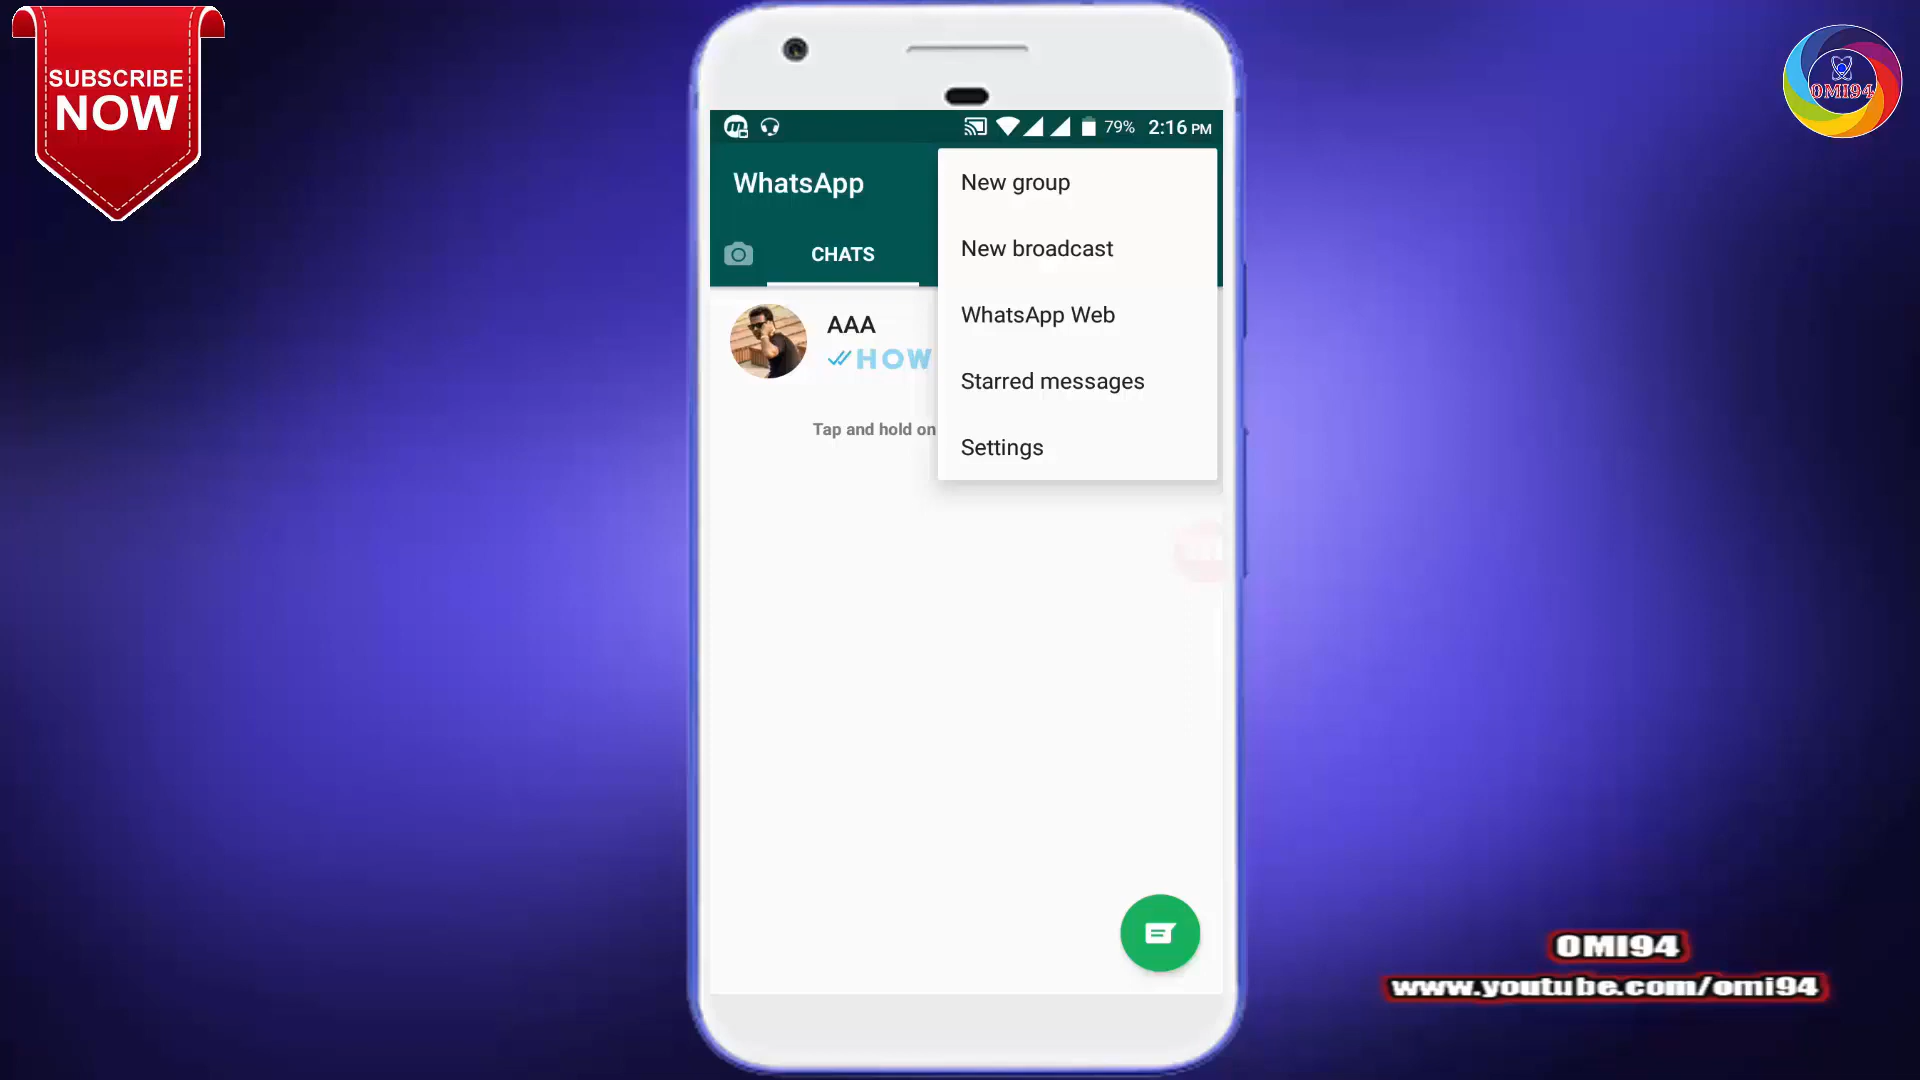 SUBSCRIBE
NOW
OMI94
79% 2:16 PM
WhatsApp
CHATS
New group
New broadcast
WhatsApp Web
Starred messages
Settings
AAA
HOW
Tap and hold on
OMI94
www.youtube.com/omi94